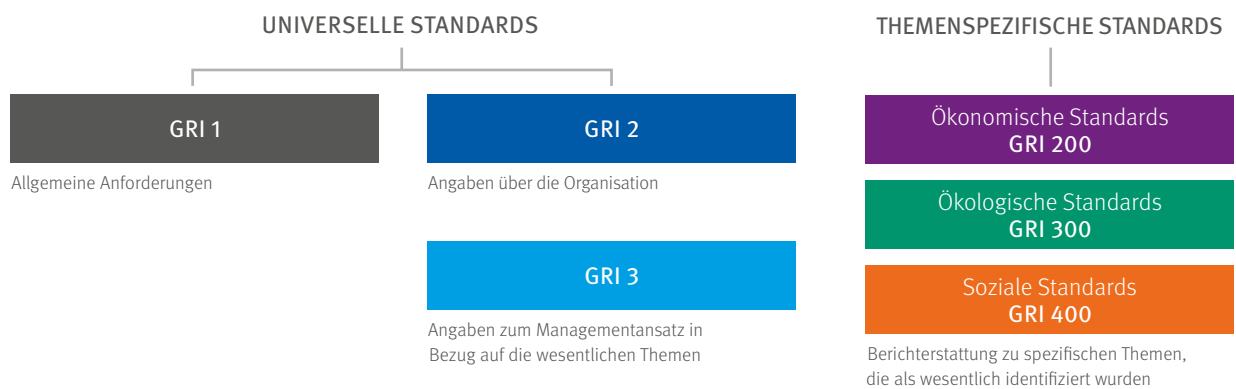 UNIVERSELLE STANDARDS
GRI 1
Allgemeine Anforderungen
GRI 2
Angaben über die Organisation
GRI 3
Angaben zum Managementansatz in
Bezug auf die wesentlichen Themen
THEMENSPEZIFISCHE STANDARDS
Ökonomische Standards
GRI 200
Ökologische Standards
GRI 300
Soziale Standards
GRI 400
Berichterstattung zu spezifischen Themen,
die als wesentlich identifiziert wurden